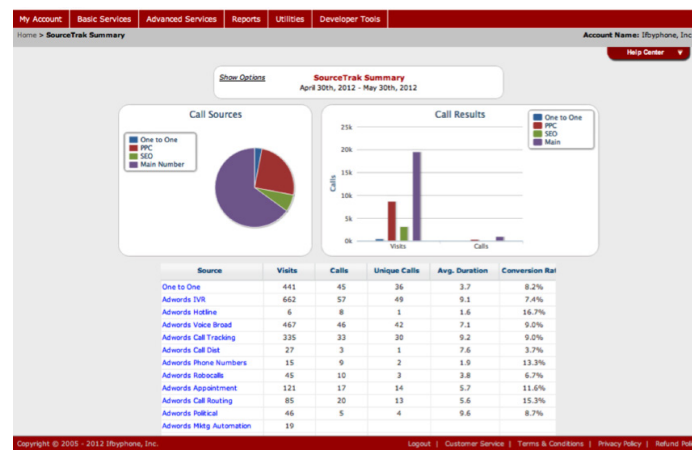 My Account Basic Services Advanced Services Reports Utilities Developer Tools
Home > SourceTrak Summary Account Name: Ifbyphone, Inc
Help Center ▼
Show Options SourceTrak Summary
April 30th, 2012 - May 30th, 2012
Call Sources
One to One
PPC
SEO
Main Number
Call Results
One to One
PPC
SEO
Main
25k
20k
15k
10k
5k
0k
Calls
Visits Calls
Source Visits Calls Unique Calls Avg. Duration Conversion Rat
One to One 441 45 36 3.7 8.2%
Adwords IVR 662 57 49 9.1 7.4%
Adwords Hotline 6 8 1 1.6 16.7%
Adwords Voice Broad 467 46 42 7.1 9.0%
Adwords Call Tracking 335 33 30 9.2 9.0%
Adwords Call Dist 27 3 1 7.6 3.7%
Adwords Phone Numbers 15 9 2 1.9 13.3%
Adwords Robocalls 45 10 3 3.8 6.7%
Adwords Appointment 121 17 14 5.7 11.6%
Adwords Call Routing 85 20 13 5.6 15.3%
Adwords Political 46 5 4 9.6 8.7%
Adwords Mktg Automation 19
Copyright © 2005 - 2012 Ifbyphone, Inc. Logout | Customer Service | Terms & Conditions | Privacy Policy | Refund Poli